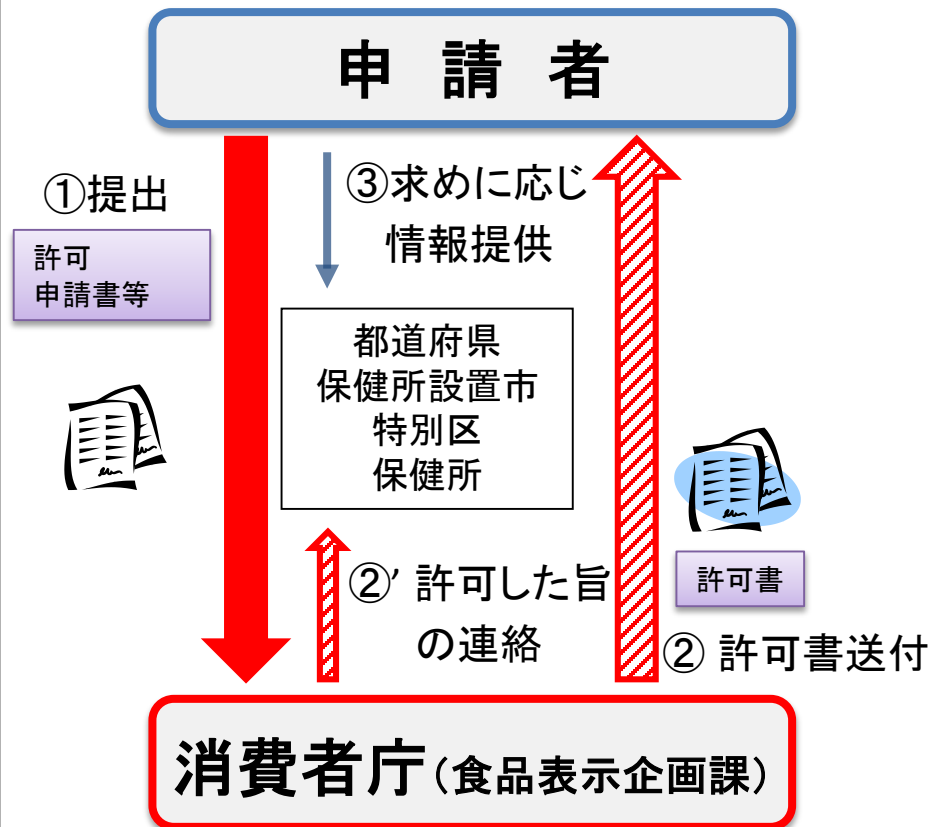 申 請 者
①提出
許可
申請書等
③求めに応じ
情報提供
都道府県
保健所設置市
特別区
保健所
②’ 許可した旨
の連絡
許可書
② 許可書送付
消費者庁(食品表示企画課)